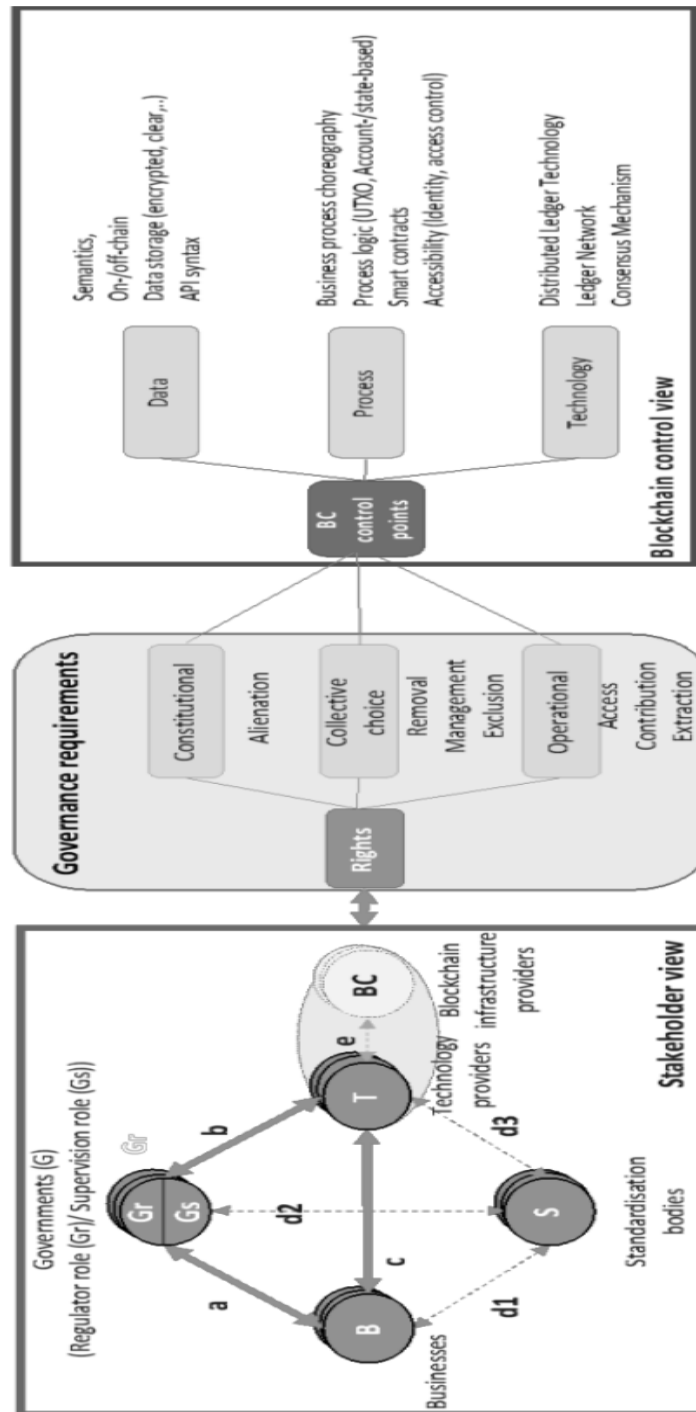 Governments (G)
(Regulator role (Gr)/ Supervision role (Gs))
Gr
Gr
Gs
a
b
d2
c
e
B
T
BC
Businesses
Technology
providers
Blockchain
infrastructure
providers
d1
d3
S
Standardisation
bodies
Stakeholder view
Governance requirements
Rights
Constitutional
Alienation
Collective
choice
Removal
Management
Exclusion
Operational
Access
Contribution
Extraction
BC
control
points
Data
Semantics,
On-/off-chain
Data storage (encrypted, clear,..)
API syntax
Process
Business process choreography
Process logic (UTXO, Account-/state-based)
Smart contracts
Accessibility (Identity, access control)
Technology
Distributed Ledger Technology
Ledger Network
Consensus Mechanism
Blockchain control view